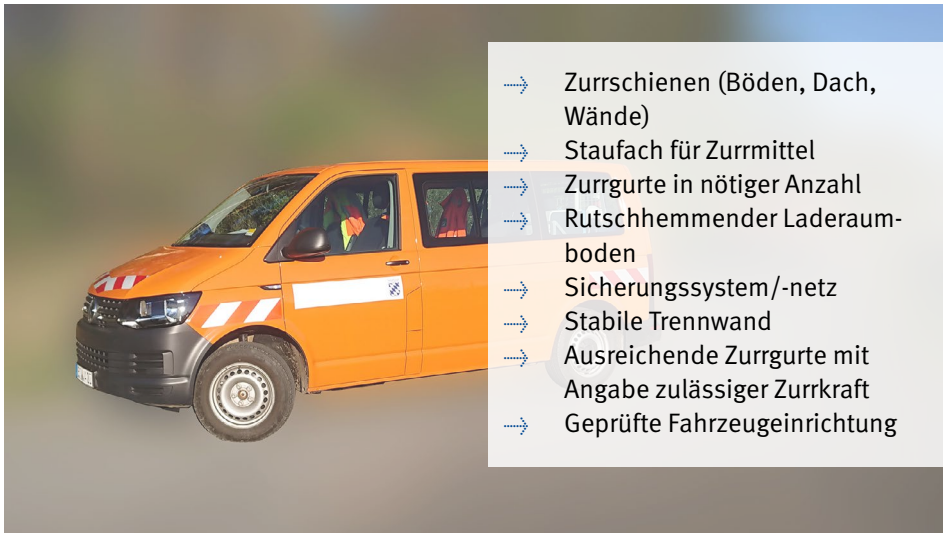 Zurrschienen (Böden, Dach,
Wände)
Staufach für Zurrmittel
Zurrgurte in nötiger Anzahl
Rutschhemmender Laderaum-
boden
Sicherungssystem/-netz
Stabile Trennwand
Ausreichende Zurrgurte mit
Angabe zulässiger Zurrkraft
Geprüfte Fahrzeugeinrichtung